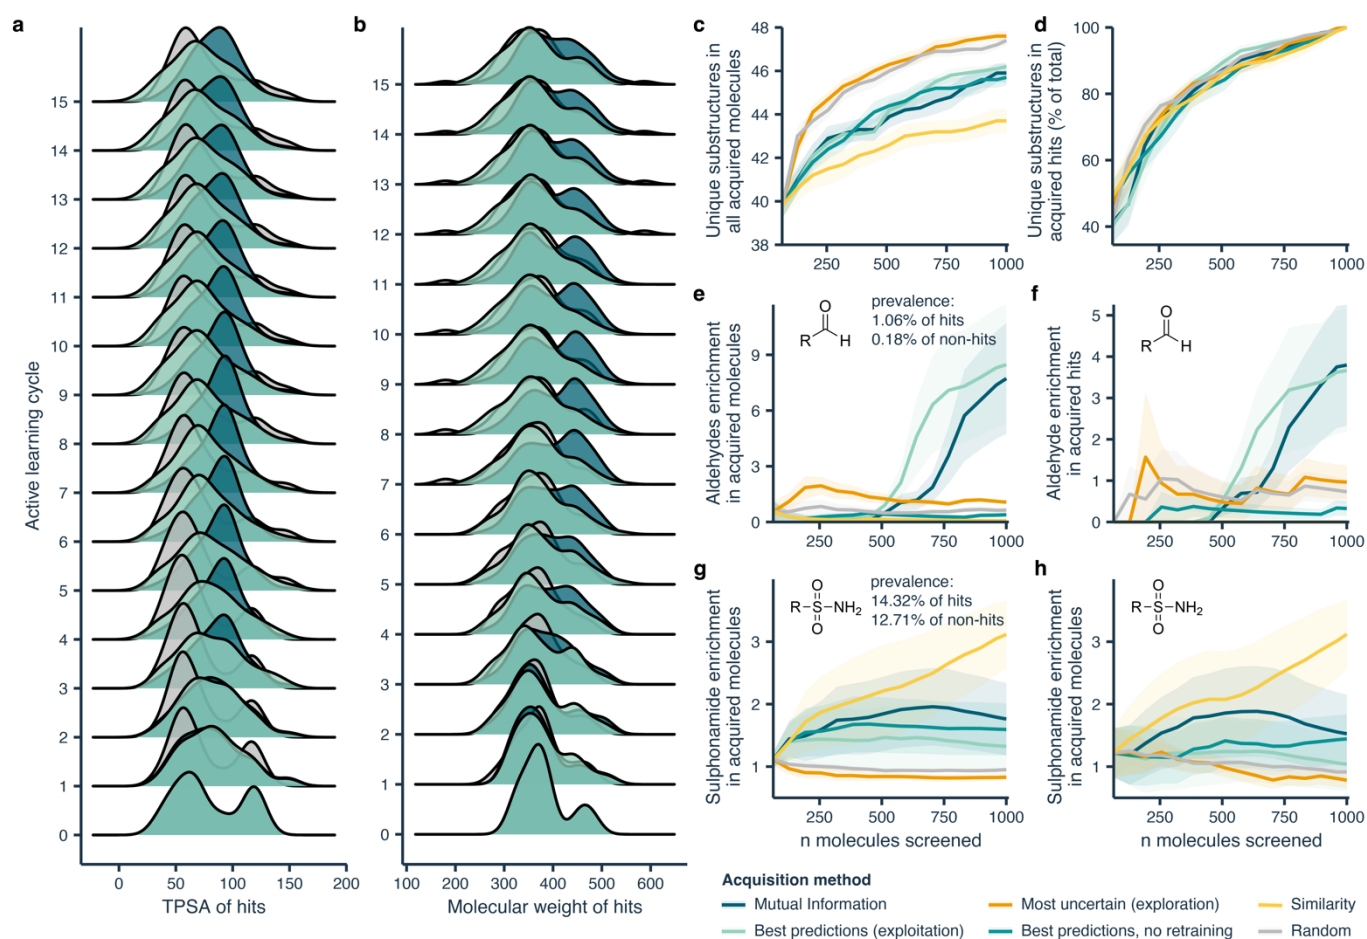 a
Active learning cycle
15
14
13
12
11
10
9
8
7
6
5
4
3
2
1
0
0 50 100 150 200
TPSA of hits
b
15
14
13
12
11
10
9
8
7
6
5
4
3
2
1
0
100 200 300 400 500 600
Molecular weight of hits
c
Unique substructures in
all acquired molecules
48
46
44
42
40
38
250 500 750 1000
d
Unique substructures in
acquired hits (% of total)
100
80
60
40
250 500 750 1000
e
Aldehydes enrichment
in acquired molecules
9
6
3
0
O
R H
prevalence:
1.06% of hits
0.18% of non-hits
250 500 750 1000
f
Aldehyde enrichment
in acquired hits
5
4
3
2
1
0
O
R H
250 500 750 1000
g
Sulphonamide enrichment
in acquired molecules
3
2
1
O
R S NH₂
O
prevalence:
14.32% of hits
12.71% of non-hits
250 500 750 1000
h
Sulphonamide enrichment
in acquired molecules
3
2
1
O
R S NH₂
O
250 500 750 1000
n molecules screened
Acquisition method
Mutual Information
Most uncertain (exploration)
Similarity
Best predictions (exploitation)
Best predictions, no retraining
Random